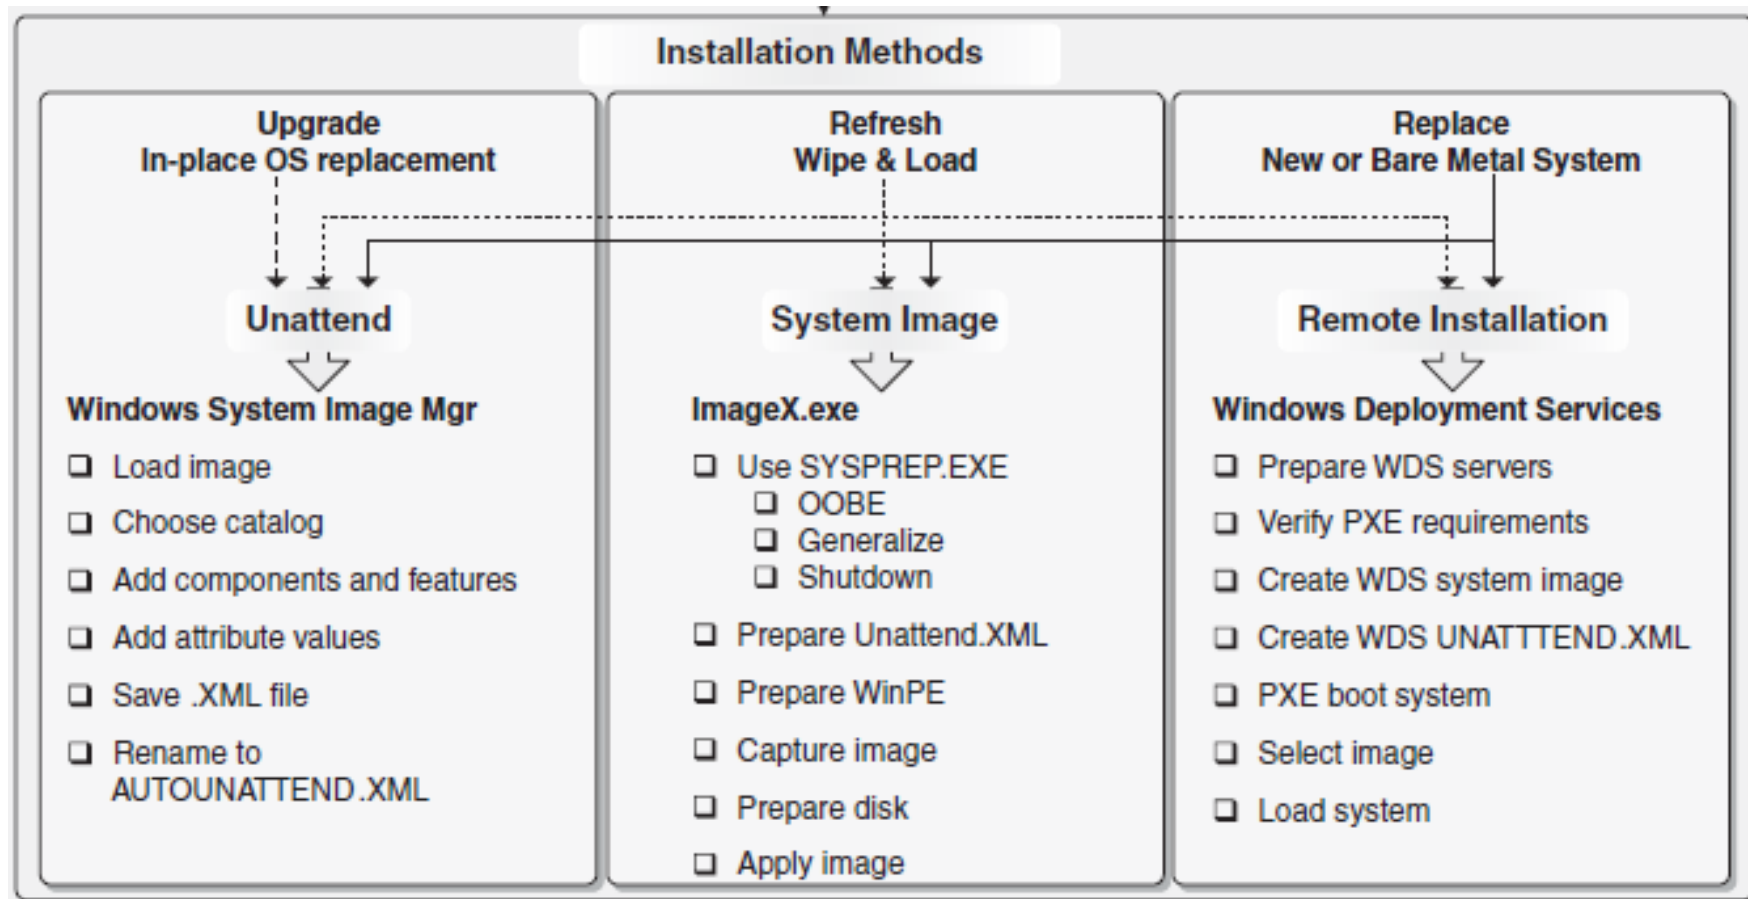 Installation Methods
Upgrade
In-place OS replacement
Unattend
Windows System Image Mgr
Load image
Choose catalog
Add components and features
Add attribute values
Save .XML file
Rename to
AUTOUNATTEND.XML
Refresh
Wipe & Load
System Image
ImageX.exe
Use SYSPREP.EXE
OOBE
Generalize
Shutdown
Prepare Unattend.XML
Prepare WinPE
Capture image
Prepare disk
Apply image
Replace
New or Bare Metal System
Remote Installation
Windows Deployment Services
Prepare WDS servers
Verify PXE requirements
Create WDS system image
Create WDS UNATTTEND.XML
PXE boot system
Select image
Load system